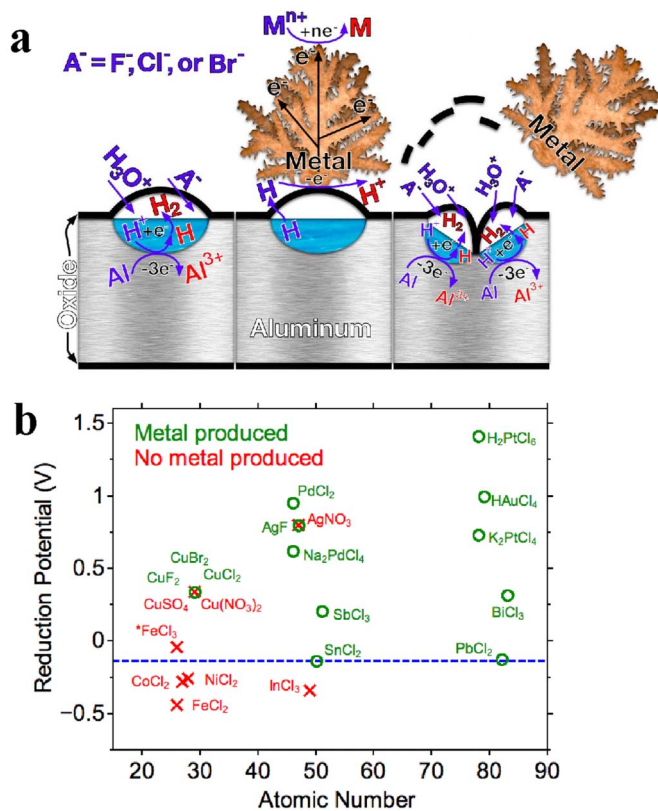 a
A⁻ = F⁻, Cl⁻, or Br⁻
Mⁿ⁺ +ne⁻ M
e⁻
e⁻ e⁻
Metal
-e⁻
H₃O⁺ A⁻
H₂
H⁺ +e⁻ H
Al -3e⁻ Al³⁺
H H⁺
H
Metal
A⁻ H₃O⁺ H₃O⁺ A⁻
H₂ H₂
H +e⁻ H H +e⁻ H
-3e⁻ -3e⁻
Al Al³⁺ Al Al³⁺
Oxide
Aluminum
b
Metal produced
No metal produced
H₂PtCl₆
PdCl₂
HAuCl₄
AgF AgNO₃
K₂PtCl₄
Na₂PdCl₄
CuBr₂
CuF₂ CuCl₂
CuSO₄ Cu(NO₃)₂
BiCl₃
SbCl₃
*FeCl₃
SnCl₂ PbCl₂
CoCl₂ NiCl₂
InCl₃
FeCl₂
1.5
1
0.5
0
−0.5
Reduction Potential (V)
20 30 40 50 60 70 80 90
Atomic Number